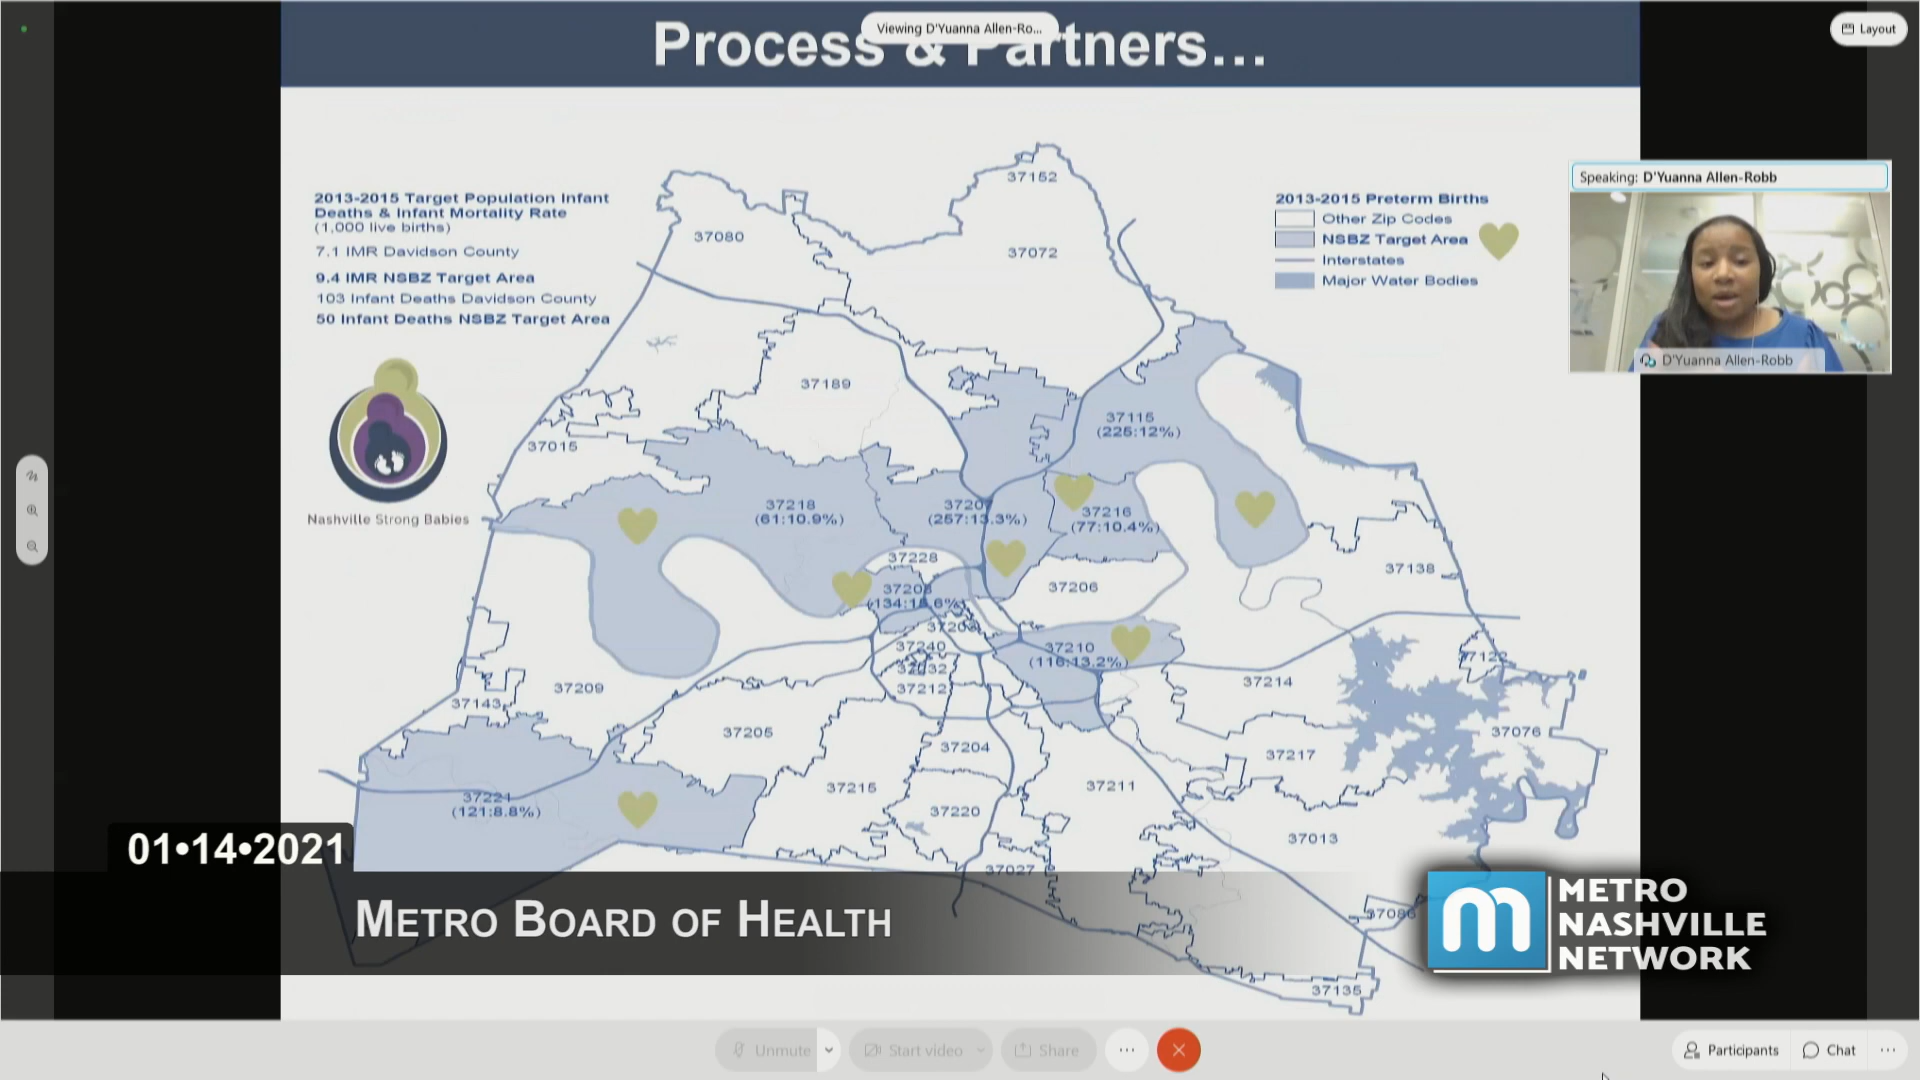 Process & Partners...
Viewing D'Yuanna Allen-Ro...
Layout
2013-2015 Target Population Infant
Deaths & Infant Mortality Rate
(1,000 live births)
7.1 IMR Davidson County
9.4 IMR NSBZ Target Area
103 Infant Deaths Davidson County
50 Infant Deaths NSBZ Target Area
Nashville Strong Babies
2013-2015 Preterm Births
Other Zip Codes
NSBZ Target Area
Interstates
Major Water Bodies
Speaking: D'Yuanna Allen-Robb
D'Yuanna Allen-Robb
37152
37080
37072
37189
37115
(225:12%)
37015
37218
(61:10.9%)
(257:13.3%)
37216
(77:10.4%)
37228
37206
37138
37240
37210
(116:13.2%)
37209
37212
37214
37143
37205
37204
37217
37076
37215
37211
37221
(121:8.8%)
37220
37013
37027
37086
37135
01•14•2021
METRO BOARD OF HEALTH
m
METRO
NASHVILLE
NETWORK
Unmute
Start video
Share
Participants
Chat